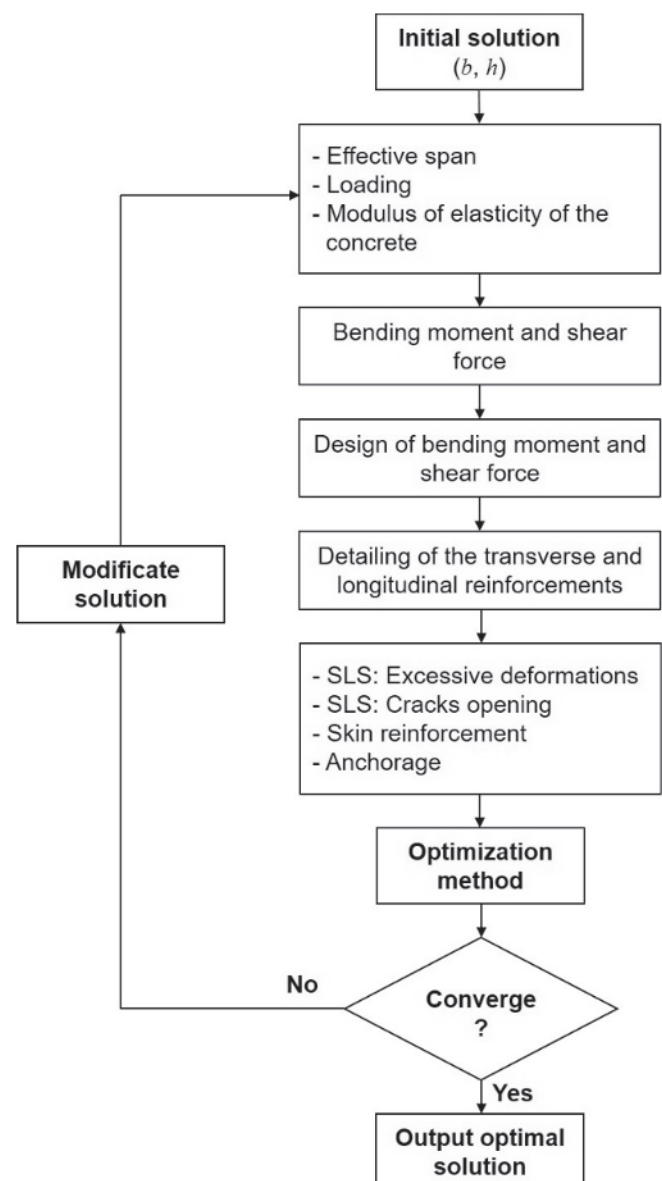 Initial solution
(b, h)
- Effective span
- Loading
- Modulus of elasticity of the
concrete
Bending moment and shear
force
Design of bending moment and
shear force
Detailing of the transverse and
longitudinal reinforcements
Modificate
solution
- SLS: Excessive deformations
- SLS: Cracks opening
- Skin reinforcement
- Anchorage
Optimization
method
No
Converge
?
Yes
Output optimal
solution